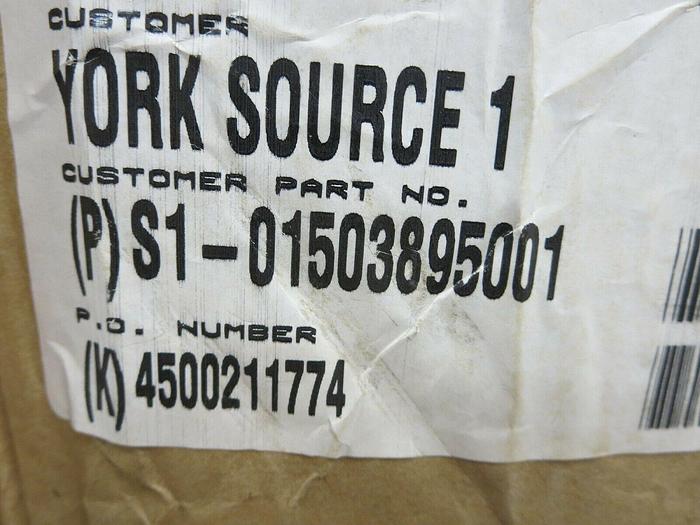 CUSTOMER
YORK SOURCE 1
CUSTOMER PART NO.
(P) S1-01503895001
P.O. NUMBER
(K) 4500211774